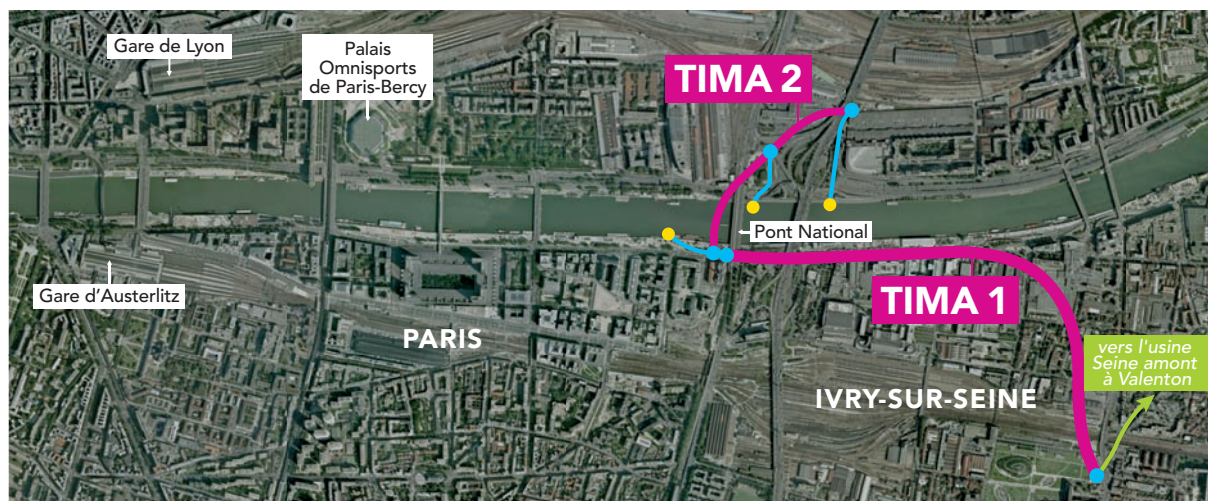 Gare de Lyon
Palais
Omnisports
de Paris-Bercy
TIMA 2
Pont National
Gare d'Austerlitz
TIMA 1
PARIS
vers l'usine
Seine amont
à Valenton
IVRY-SUR-SEINE